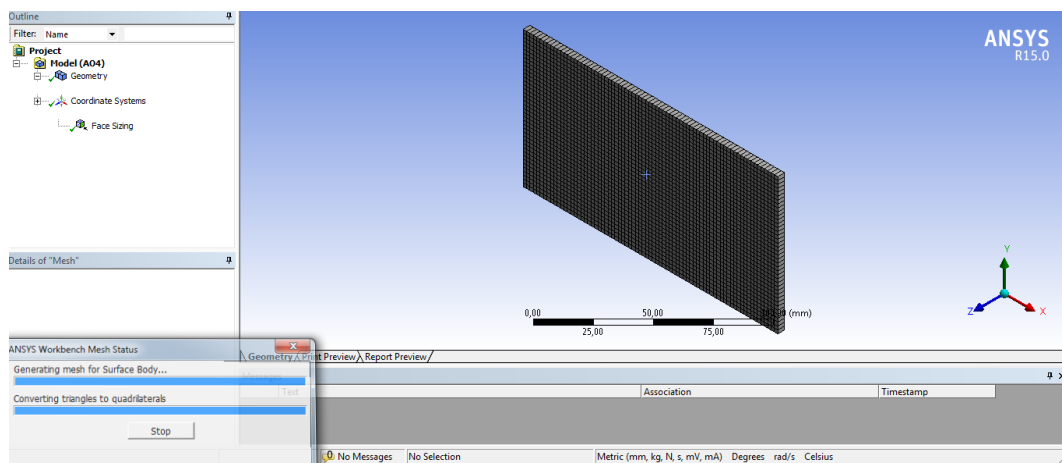 Outline
Filter: Name
Project
Model (A04)
Geometry
Coordinate Systems
Face Sizing
Details of "Mesh"
ANSYS
R15.0
0,00 50,00 (mm)
25,00 75,00
Y
Z X
ANSYS Workbench Mesh Status
Generating mesh for Surface Body...
Converting triangles to quadrilaterals
Stop
Geometry Print Preview Report Preview
Messages
Text Association Timestamp
No Messages No Selection Metric (mm, kg, N, s, mV, mA) Degrees rad/s Celsius